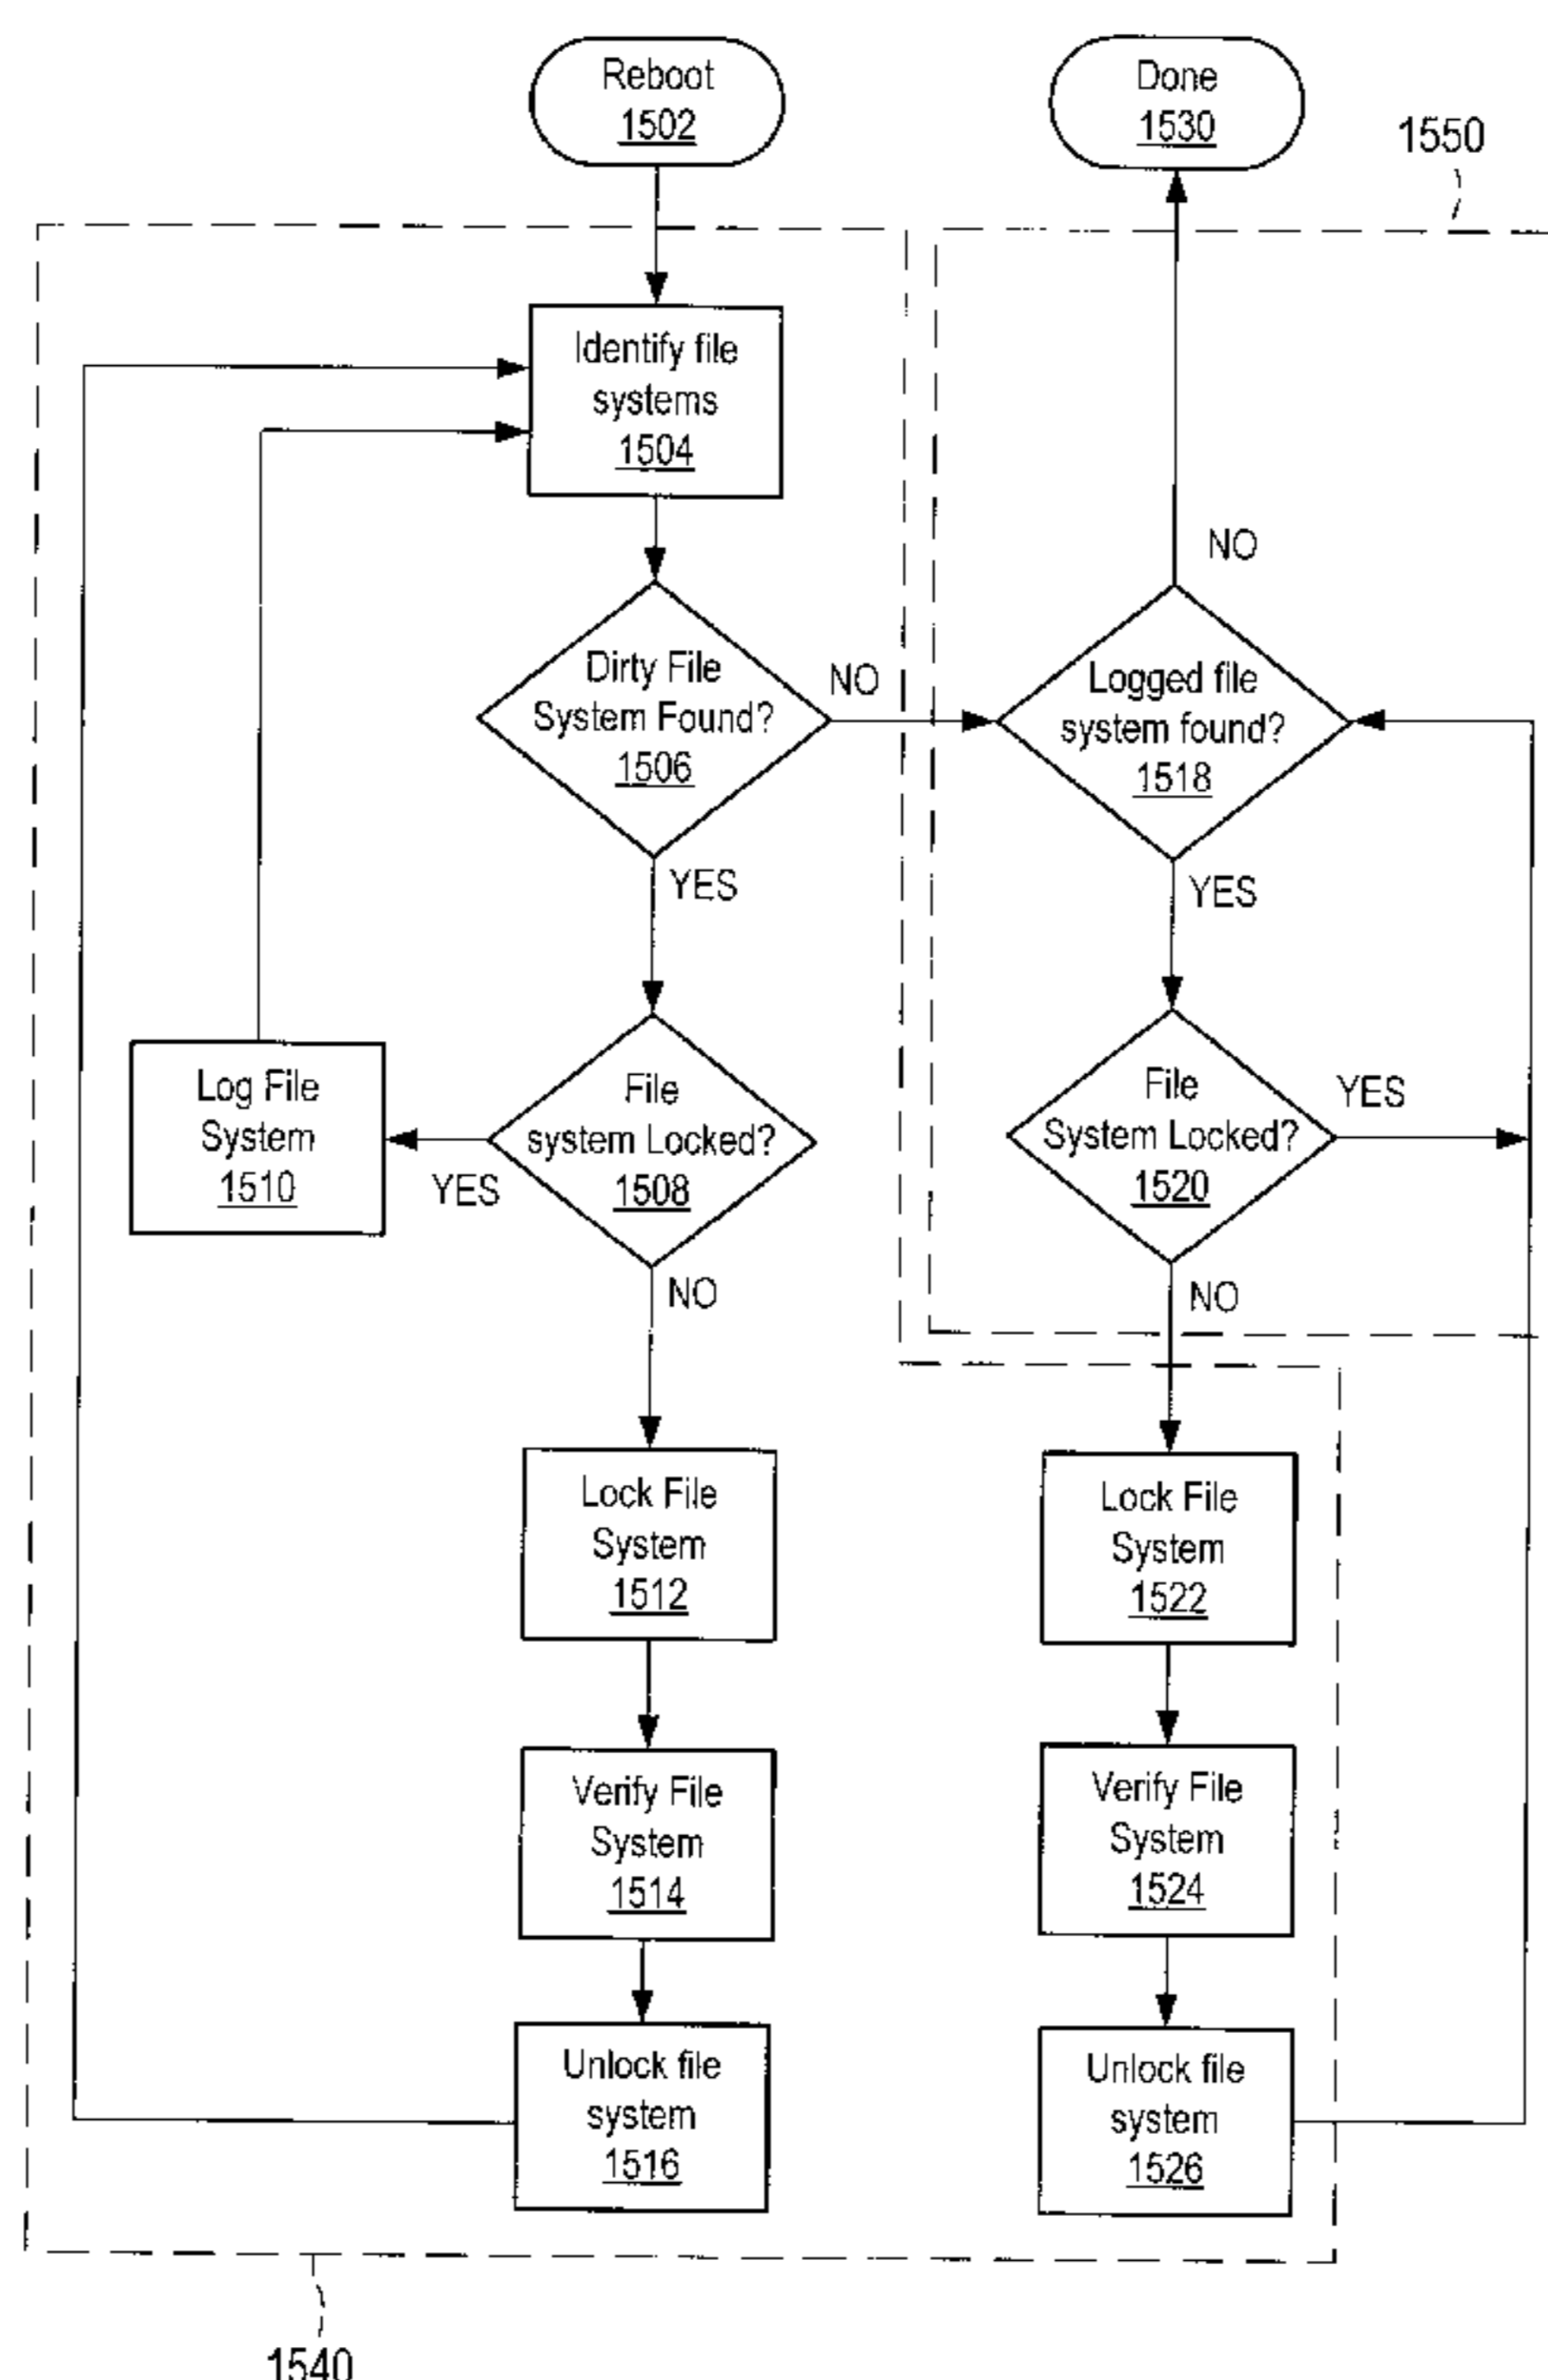 Reboot
1502
Done
1530
1550
Identify file
systems
1504
NO
Dirty File
System Found?
1506
NO
Logged file
system found?
1518
YES
YES
Log File
System
1510
YES
File
system Locked?
1508
File
System Locked?
1520
YES
NO
NO
Lock File
System
1512
Lock File
System
1522
Verify File
System
1514
Verify File
System
1524
Unlock file
system
1516
Unlock file
system
1526
1540